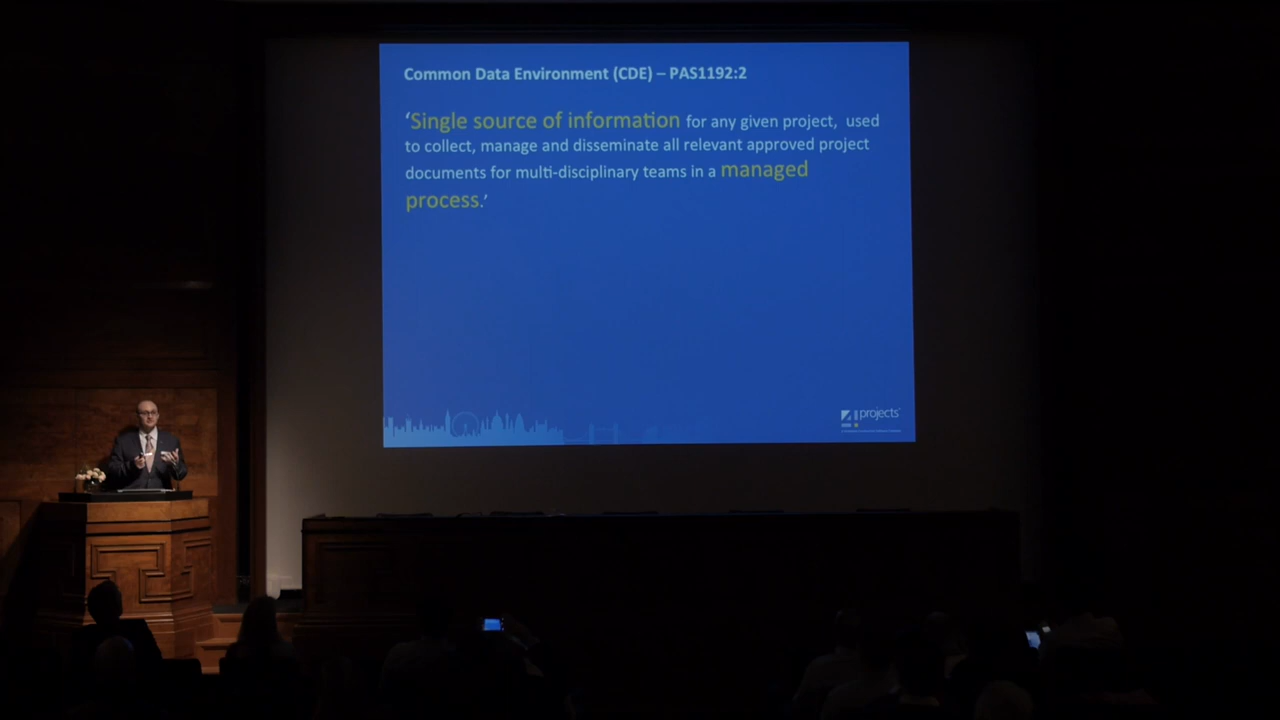 Common Data Environment (CDE) – PAS1192:2
‘Single source of information for any given project, used
to collect, manage and disseminate all relevant approved project
documents for multi-disciplinary teams in a managed
process.’
projects